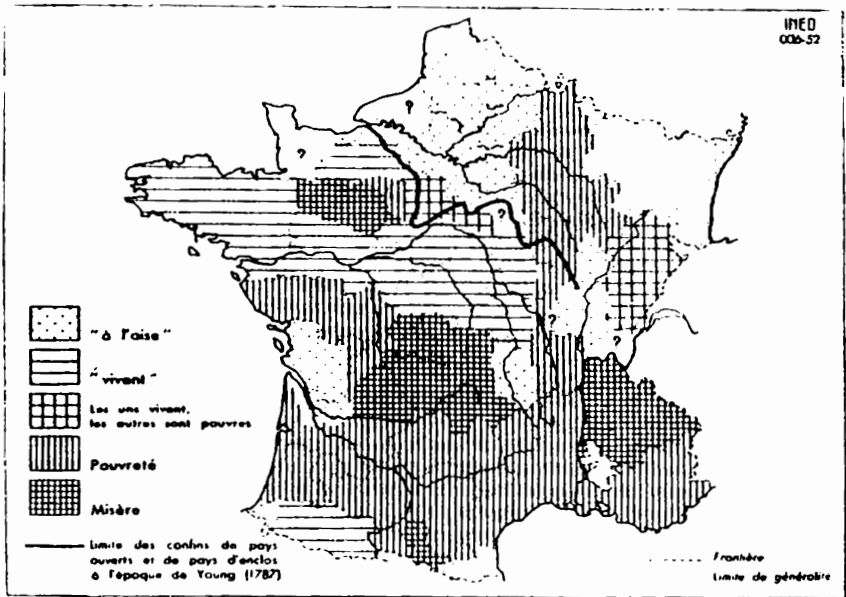 INED
006-52
?
?
?
?
?
"à l'aise"
"vivent"
Les uns vivent,
les autres sont pauvres
Pauvreté
Misère
Limite des confins de pays
ouverts et de pays d'enclos
à l'époque de Young (1787)
Frontière
Limite de généralité